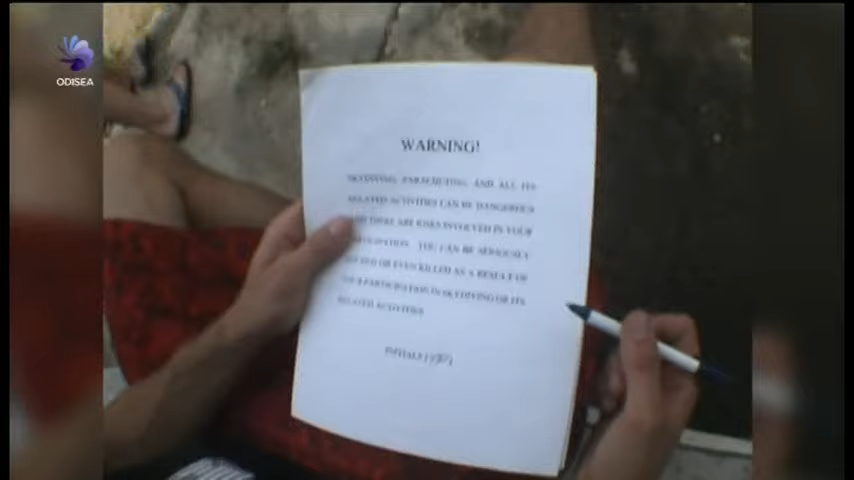 ODISEA
WARNING!
SKYDIVING, PARACHUTING, AND ALL ITS
RELATED ACTIVITIES CAN BE DANGEROUS
THERE ARE RISKS INVOLVED IN YOUR
YOU CAN BE SERIOUSLY
OR EVEN KILLED AS A RESULT OF
PARTICIPATION IN SKYDIVING OR ITS
RELATED ACTIVITIES
INITIALS